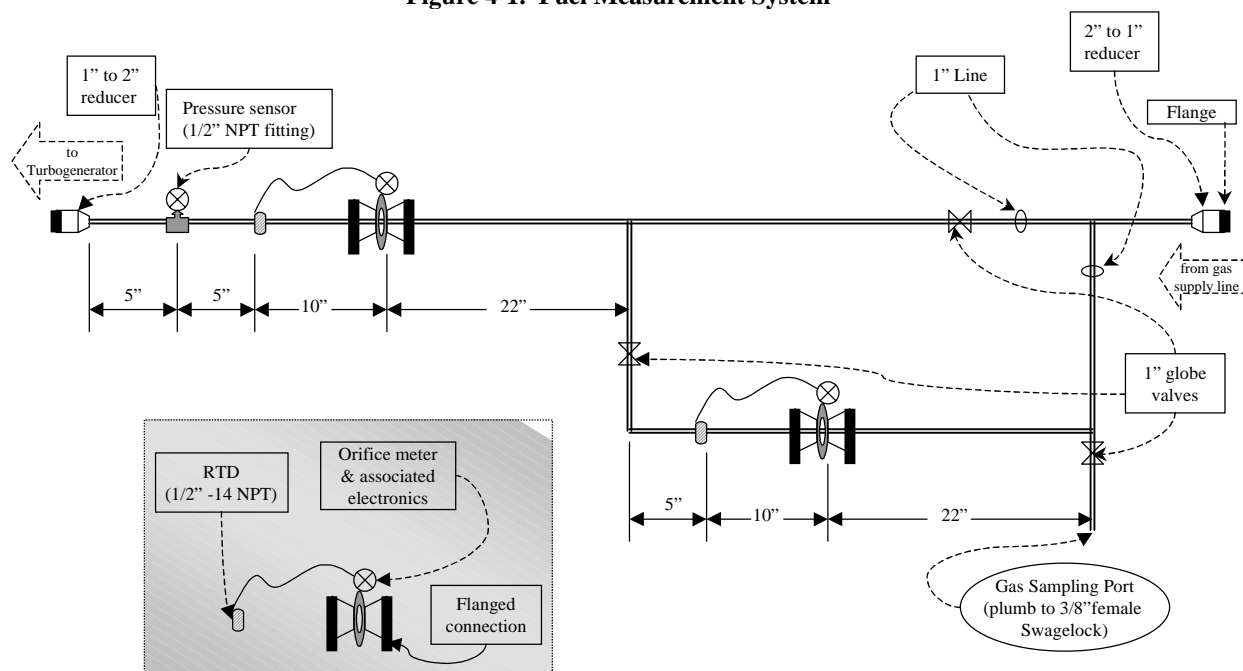 Figure 4-1. Fuel Measurement System
2” to 1”
reducer
1” to 2”
reducer
Pressure sensor
(1/2” NPT fitting)
1” Line
Flange
to
Turbogenerator
from gas
supply line
5”
5”
10”
22”
1” globe
valves
Orifice meter
& associated
electronics
RTD
(1/2” -14 NPT)
5”
10”
22”
Flanged
connection
Gas Sampling Port
(plumb to 3/8”female
Swagelock)